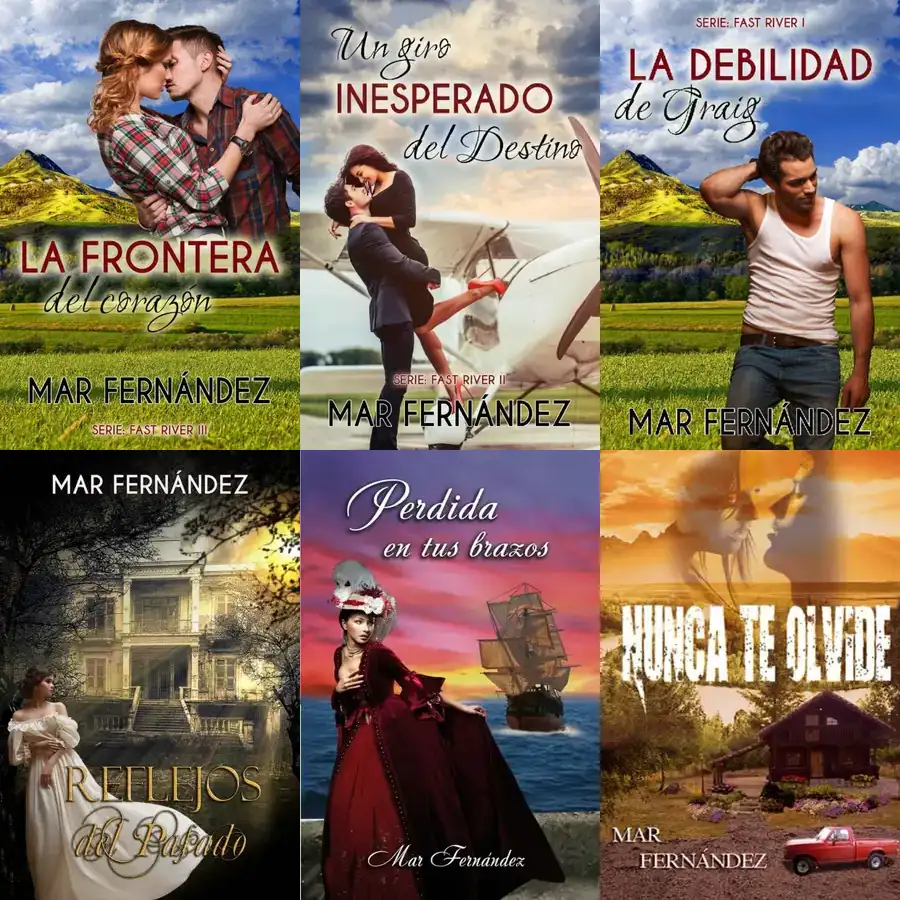 LA FRONTERA
del corazón
MAR FERNÁNDEZ
SERIE: FAST RIVER III
Un giro
INESPERADO
del Destino
SERIE: FAST RIVER II
MAR FERNÁNDEZ
SERIE: FAST RIVER I
LA DEBILIDAD
de Graig
MAR FERNÁNDEZ
MAR FERNÁNDEZ
REFLEJOS
del Pasado
Perdida
en tus brazos
Mar Fernández
NUNCA TE OLVIDE
MAR
FERNÁNDEZ